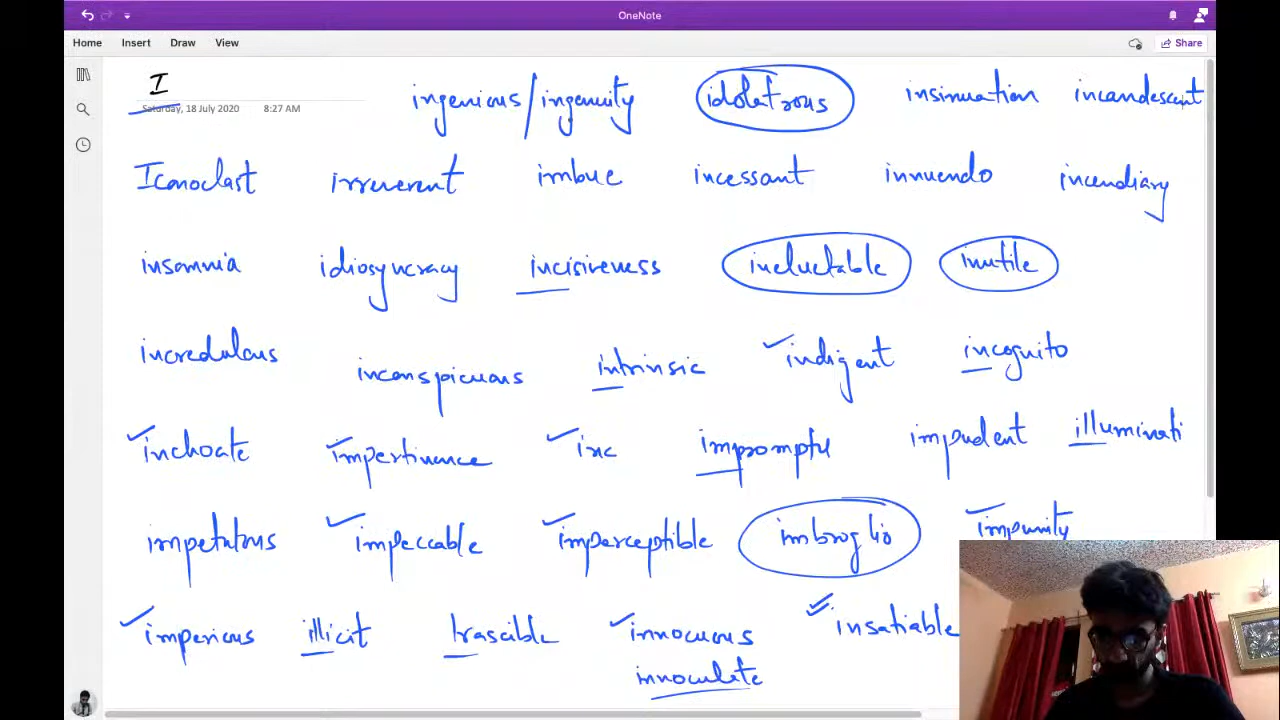 OneNote
Home Insert Draw View Share
I
Saturday, 18 July 2020 8:27 AM
ingenious/ingenuity idolatrous insinuation incandescent
Iconoclast irreverent imbue incessant innuendo incendiary
insomnia idiosyncracy incisiveness ineluctable inutile
incredulous inconspicuous intrinsic indigent incognito
inchoate impertinence impromptu impudent illuminati
impetuous impeccable imperceptible imbroglio impunity
imperious illicit Irascible innocuous insatiable
innoculate